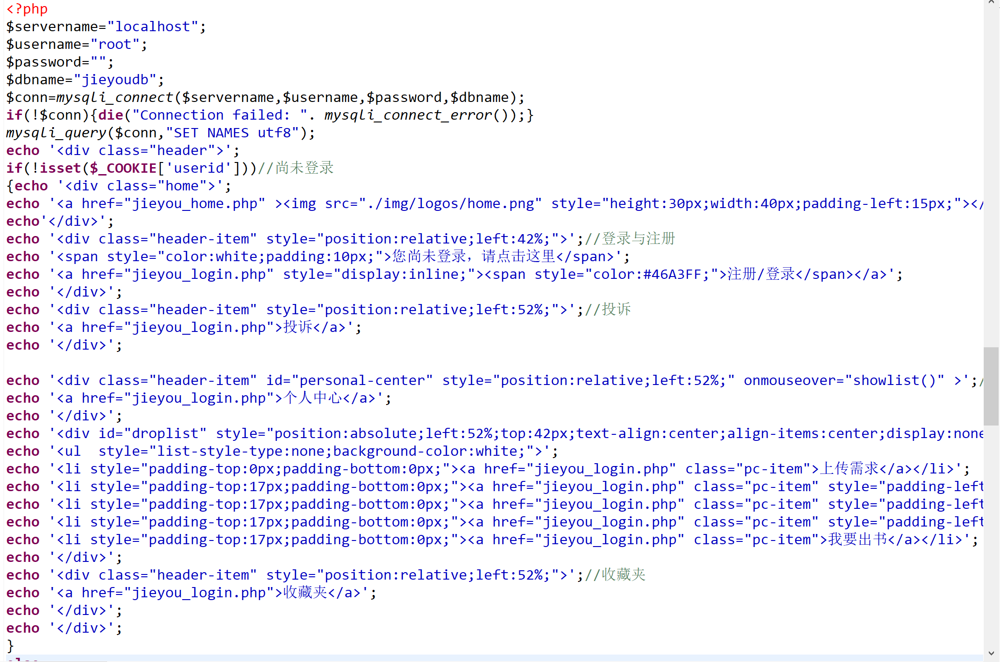 <?php
$servername="localhost";
$username="root";
$password="";
$dbname="jieyoudb";
$conn=mysqli_connect($servername,$username,$password,$dbname);
if(!$conn){die("Connection failed: ". mysqli_connect_error());}
mysqli_query($conn,"SET NAMES utf8");
echo '<div class="header">';
if(!isset($_COOKIE['userid']))//尚未登录
{echo '<div class="home">';
echo '<a href="jieyou_home.php" ><img src="./img/logos/home.png" style="height:30px;width:40px;padding-left:15px;"></
echo'</div>';
echo '<div class="header-item" style="position:relative;left:42%;">';//登录与注册
echo '<span style="color:white;padding:10px;">您尚未登录，请点击这里</span>';
echo '<a href="jieyou_login.php" style="display:inline;"><span style="color:#46A3FF;">注册/登录</span></a>';
echo '</div>';
echo '<div class="header-item" style="position:relative;left:52%;">';//投诉
echo '<a href="jieyou_login.php">投诉</a>';
echo '</div>';
echo '<div class="header-item" id="personal-center" style="position:relative;left:52%;" onmouseover="showlist()" >';/
echo '<a href="jieyou_login.php">个人中心</a>';
echo '</div>';
echo '<div id="droplist" style="position:absolute;left:52%;top:42px;text-align:center;align-items:center;display:none
echo '<ul  style="list-style-type:none;background-color:white;">';
echo '<li style="padding-top:0px;padding-bottom:0px;"><a href="jieyou_login.php" class="pc-item">上传需求</a></li>';
echo '<li style="padding-top:17px;padding-bottom:0px;"><a href="jieyou_login.php" class="pc-item" style="padding-left
echo '<li style="padding-top:17px;padding-bottom:0px;"><a href="jieyou_login.php" class="pc-item" style="padding-left
echo '<li style="padding-top:17px;padding-bottom:0px;"><a href="jieyou_login.php" class="pc-item" style="padding-left
echo '<li style="padding-top:17px;padding-bottom:0px;"><a href="jieyou_login.php" class="pc-item">我要出书</a></li>';
echo '</div>';
echo '<div class="header-item" style="position:relative;left:52%;">';//收藏夹
echo '<a href="jieyou_login.php">收藏夹</a>';
echo '</div>';
echo '</div>';
}